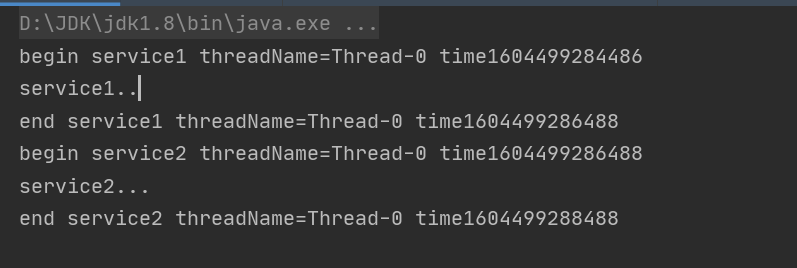 D:\JDK\jdk1.8\bin\java.exe ...
begin service1 threadName=Thread-0 time1604499284486
service1..
end service1 threadName=Thread-0 time1604499286488
begin service2 threadName=Thread-0 time1604499286488
service2...
end service2 threadName=Thread-0 time1604499288488